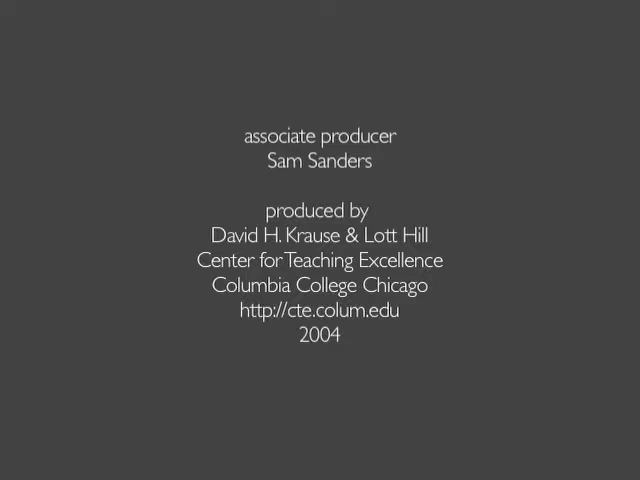 associate producer
Sam Sanders
produced by
David H. Krause & Lott Hill
Center for Teaching Excellence
Columbia College Chicago
http://cte.colum.edu
2004